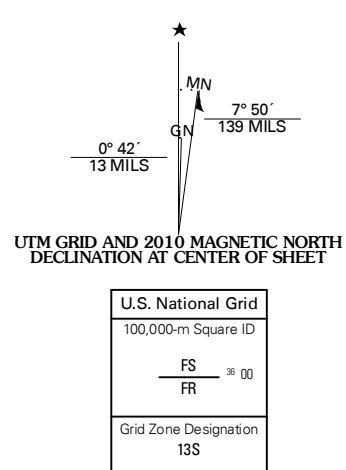 ★
MN
GN
7° 50´
139 MILS
0° 42´
13 MILS
UTM GRID AND 2010 MAGNETIC NORTH
DECLINATION AT CENTER OF SHEET
U.S. National Grid
100,000-m Square ID
FS
36 00
FR
Grid Zone Designation
13S